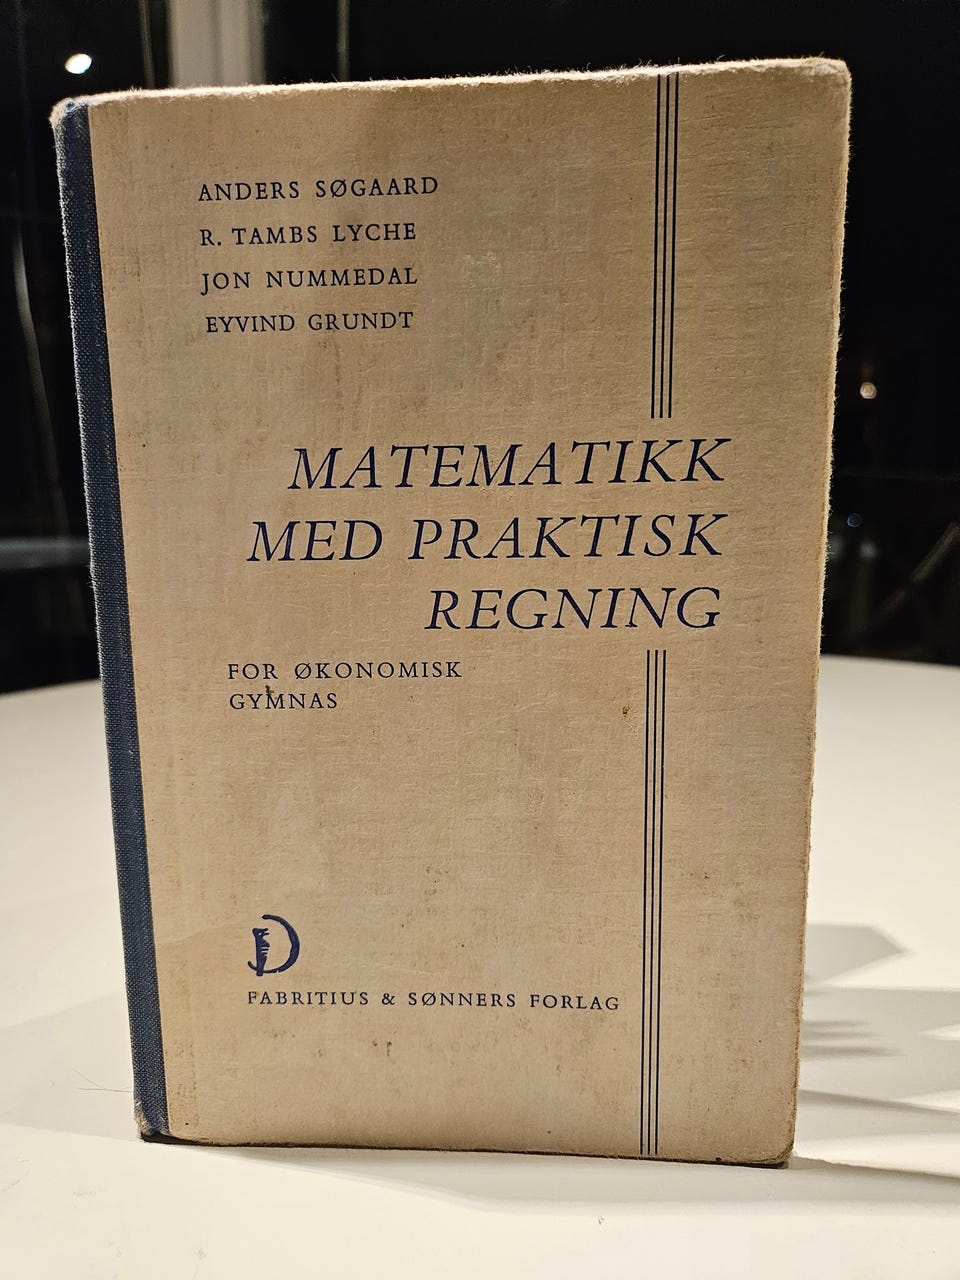 ANDERS SØGAARD
R. TAMBS LYCHE
JON NUMMEDAL
EYVIND GRUNDT
MATEMATIKK
MED PRAKTISK
REGNING
FOR ØKONOMISK
GYMNAS
FABRITIUS & SØNNERS FORLAG